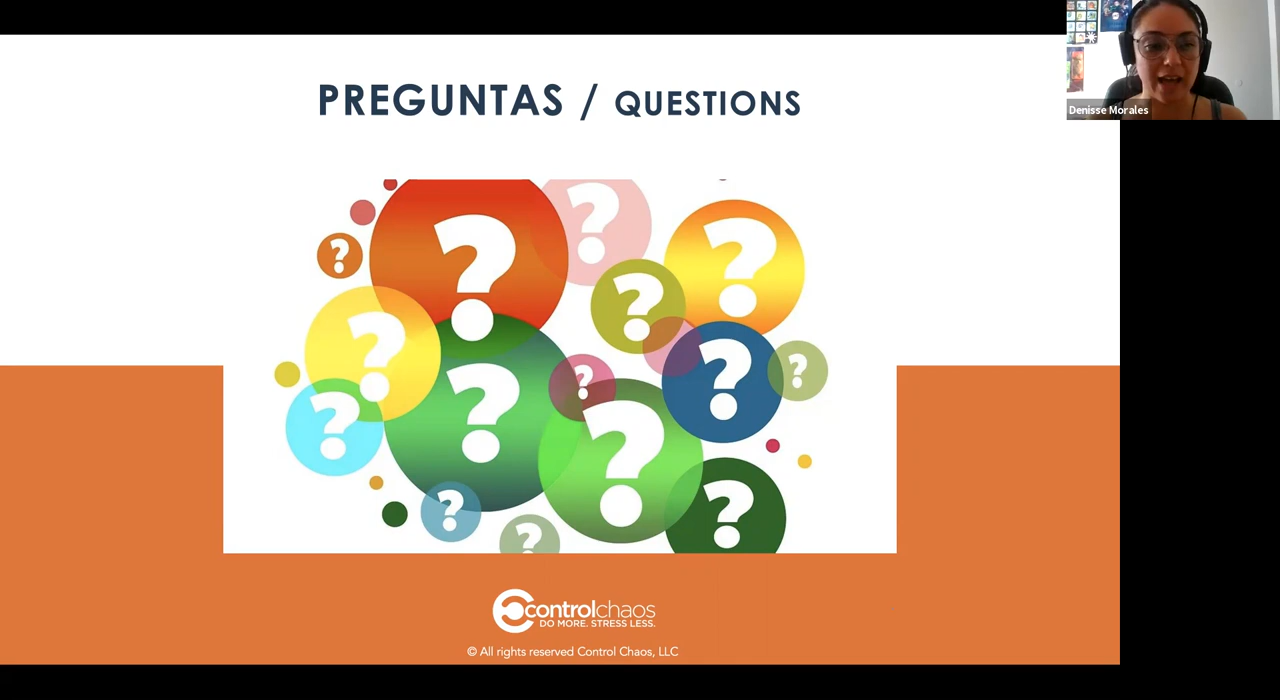 PREGUNTAS / QUESTIONS
Denisse Morales
? ? ? ? ? ? ? ? ? ? ? ? ? ?
controlchaos
DO MORE. STRESS LESS.
© All rights reserved Control Chaos, LLC